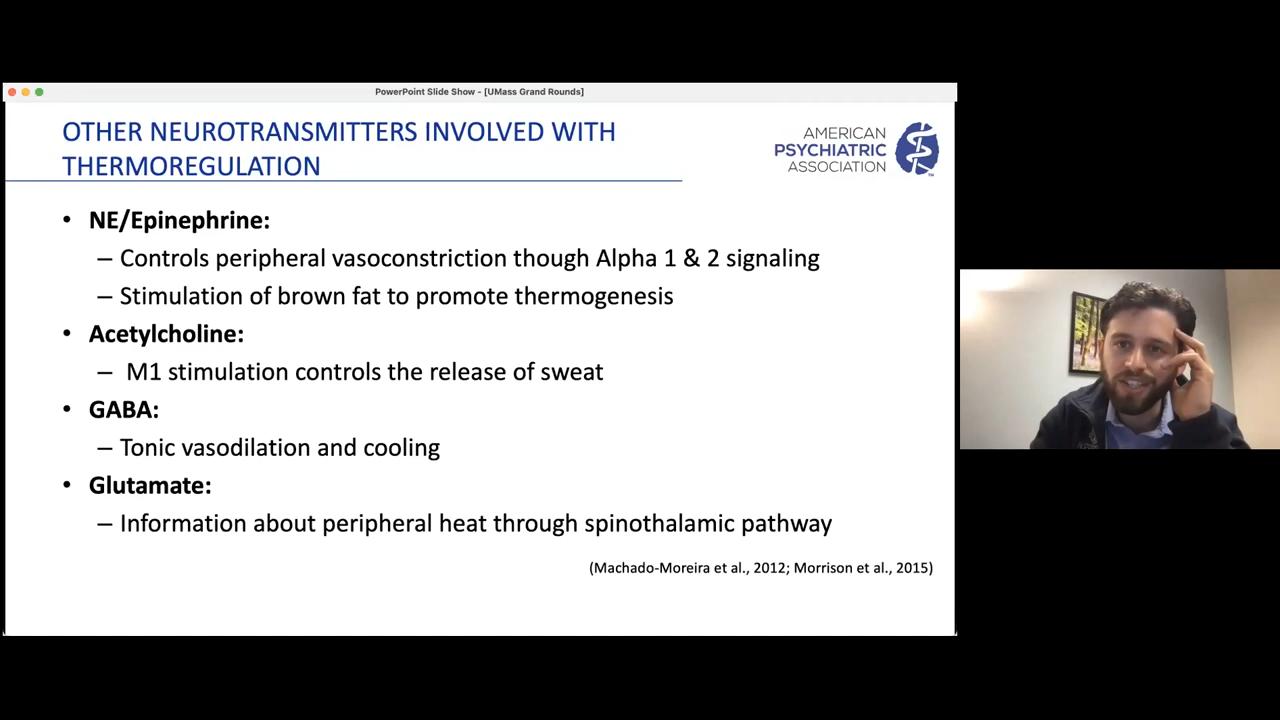 PowerPoint Slide Show - [UMass Grand Rounds]
OTHER NEUROTRANSMITTERS INVOLVED WITH
THERMOREGULATION
AMERICAN
PSYCHIATRIC
ASSOCIATION
TM
• NE/Epinephrine:
– Controls peripheral vasoconstriction though Alpha 1 & 2 signaling
– Stimulation of brown fat to promote thermogenesis
• Acetylcholine:
– M1 stimulation controls the release of sweat
• GABA:
– Tonic vasodilation and cooling
• Glutamate:
– Information about peripheral heat through spinothalamic pathway
(Machado-Moreira et al., 2012; Morrison et al., 2015)